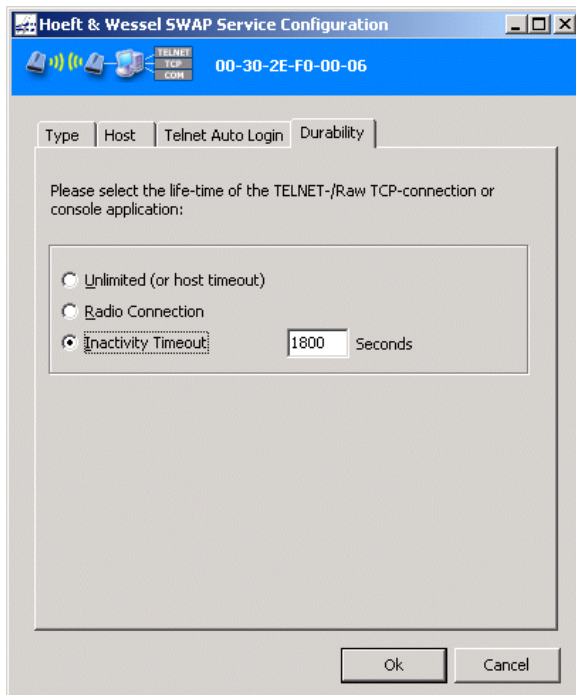 Hoeft & Wessel SWAP Service Configuration
TELNET
TCP
COM
00-30-2E-F0-00-06
Type Host Telnet Auto Login Durability
Please select the life-time of the TELNET-/Raw TCP-connection or
console application:
Unlimited (or host timeout)
Radio Connection
Inactivity Timeout 1800 Seconds
Ok Cancel